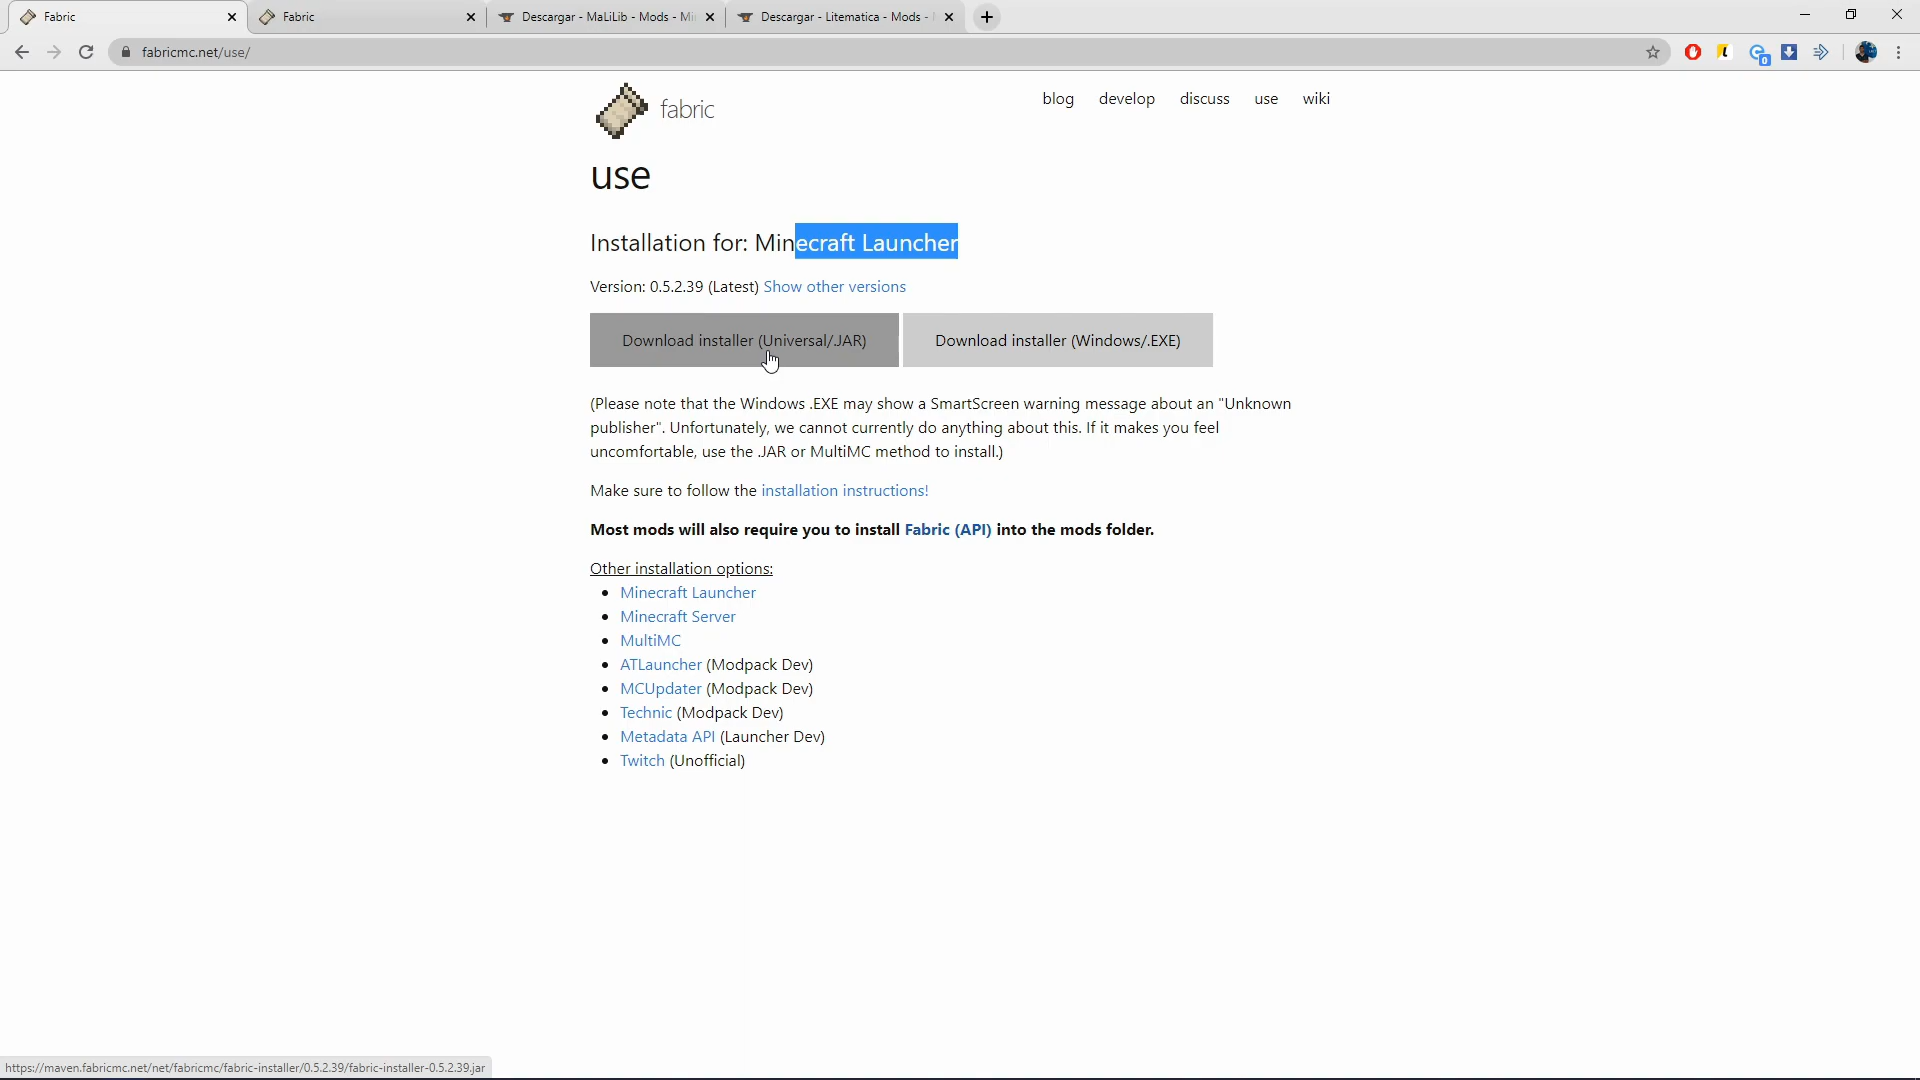 Fabric
Fabric
Descargar - MaLiLib - Mods - Mi
Descargar - Litematica - Mods -
fabricmc.net/use/
0
fabric
blog develop discuss use wiki
use
Installation for: Minecraft Launcher
Version: 0.5.2.39 (Latest) Show other versions
Download installer (Universal/.JAR)
Download installer (Windows/.EXE)
(Please note that the Windows .EXE may show a SmartScreen warning message about an "Unknown
publisher". Unfortunately, we cannot currently do anything about this. If it makes you feel
uncomfortable, use the .JAR or MultiMC method to install.)
Make sure to follow the installation instructions!
Most mods will also require you to install Fabric (API) into the mods folder.
Other installation options:
Minecraft Launcher
Minecraft Server
MultiMC
ATLauncher (Modpack Dev)
MCUpdater (Modpack Dev)
Technic (Modpack Dev)
Metadata API (Launcher Dev)
Twitch (Unofficial)
https://maven.fabricmc.net/net/fabricmc/fabric-installer/0.5.2.39/fabric-installer-0.5.2.39.jar